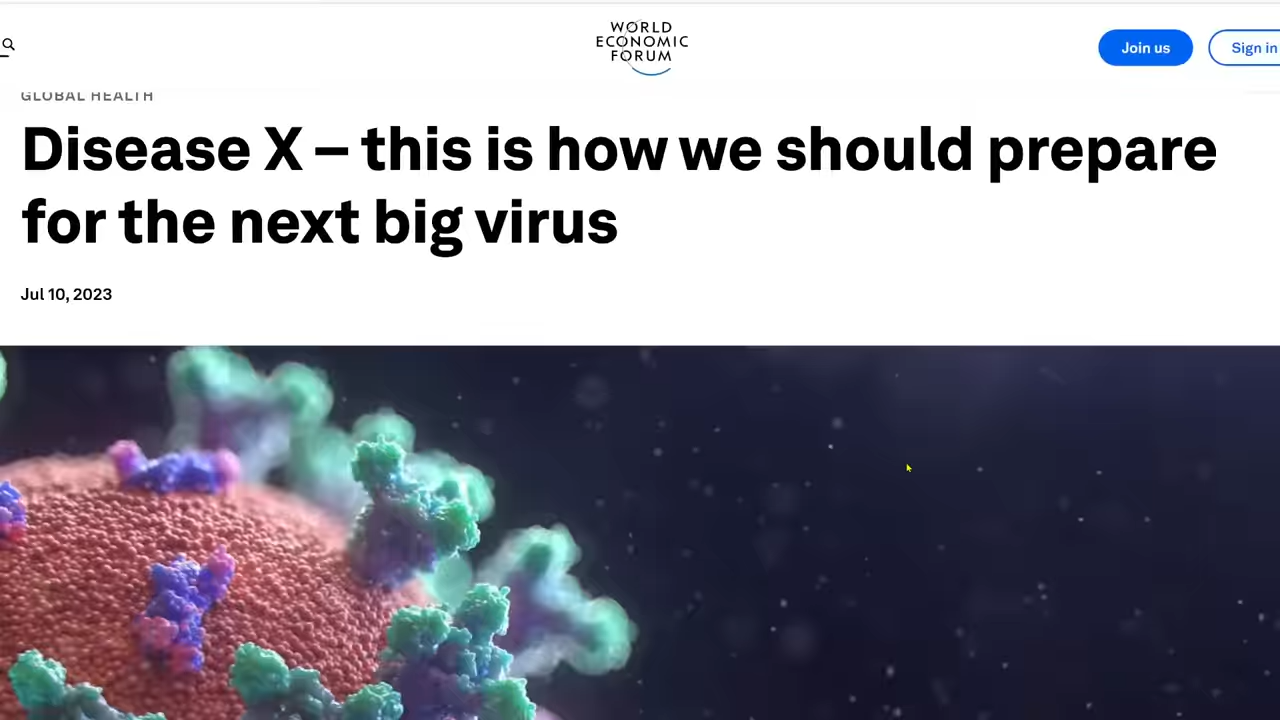 WORLD
ECONOMIC
FORUM
Join us
Sign in
GLOBAL HEALTH
Disease X – this is how we should prepare
for the next big virus
Jul 10, 2023